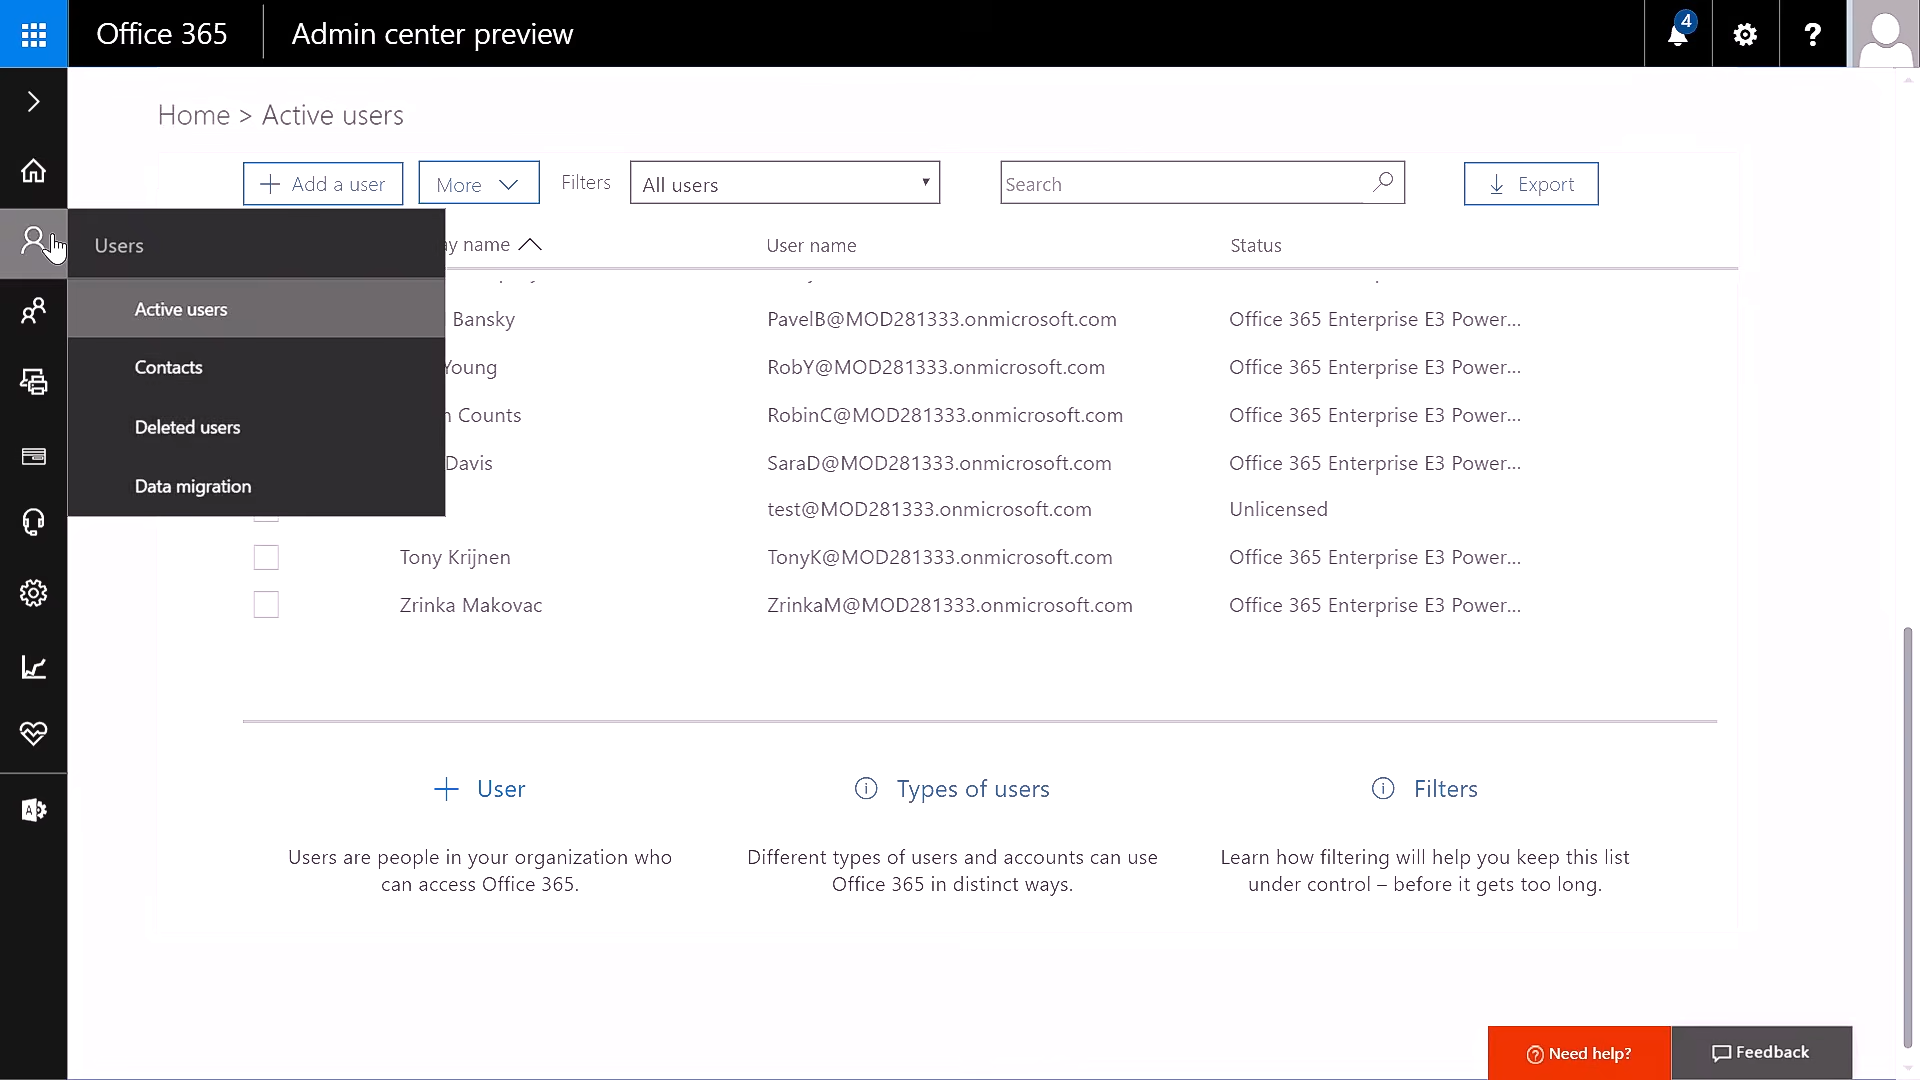 Office 365
Admin center preview
4
?
Home > Active users
Add a user
More
Filters
All users
Search
Export
Users
ay name
User name
Status
Active users
Bansky
PavelB@MOD281333.onmicrosoft.com
Office 365 Enterprise E3 Power...
Contacts
Young
RobY@MOD281333.onmicrosoft.com
Office 365 Enterprise E3 Power...
Deleted users
n Counts
RobinC@MOD281333.onmicrosoft.com
Office 365 Enterprise E3 Power...
Data migration
Davis
SaraD@MOD281333.onmicrosoft.com
Office 365 Enterprise E3 Power...
test@MOD281333.onmicrosoft.com
Unlicensed
Tony Krijnen
TonyK@MOD281333.onmicrosoft.com
Office 365 Enterprise E3 Power...
Zrinka Makovac
ZrinkaM@MOD281333.onmicrosoft.com
Office 365 Enterprise E3 Power...
User
Users are people in your organization who
can access Office 365.
Types of users
Different types of users and accounts can use
Office 365 in distinct ways.
Filters
Learn how filtering will help you keep this list
under control – before it gets too long.
Need help?
Feedback